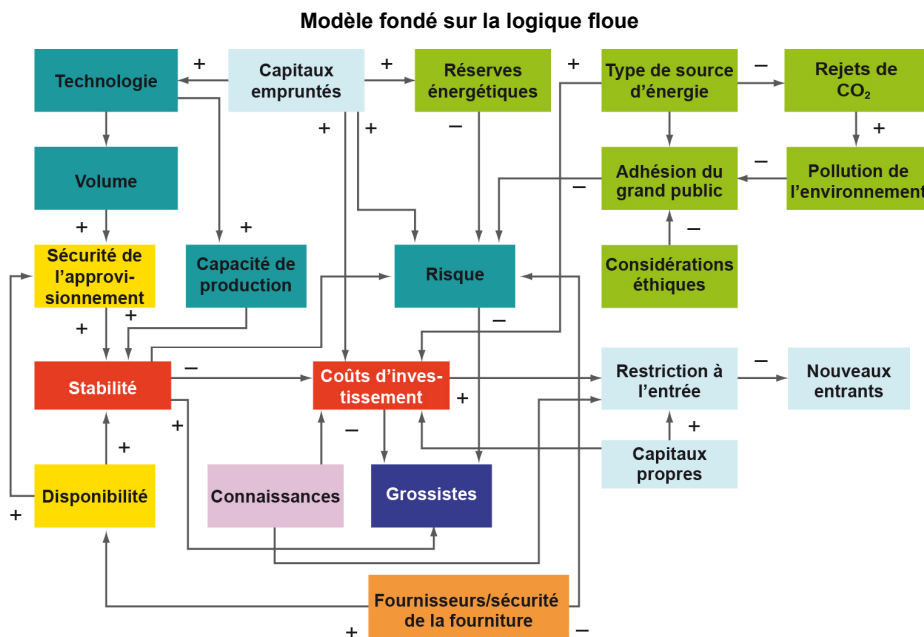 Modèle fondé sur la logique floue
Technologie
+
Capitaux
empruntés
+
Réserves
énergétiques
+
Type de source
d'énergie
–
Rejets de
CO₂
+
+
–
+
Volume
Adhésion du
grand public
–
Pollution de
l'environnement
–
+
+
–
Sécurité de
l'approvi-
sionnement
Capacité de
production
Risque
Considérations
éthiques
+
+
–
–
Stabilité
–
Coûts d'inves-
tissement
+
Restriction à
l'entrée
–
Nouveaux
entrants
+
–
+
+
Capitaux
propres
Disponibilité
Connaissances
Grossistes
+
Fournisseurs/sécurité
de la fourniture
+
–